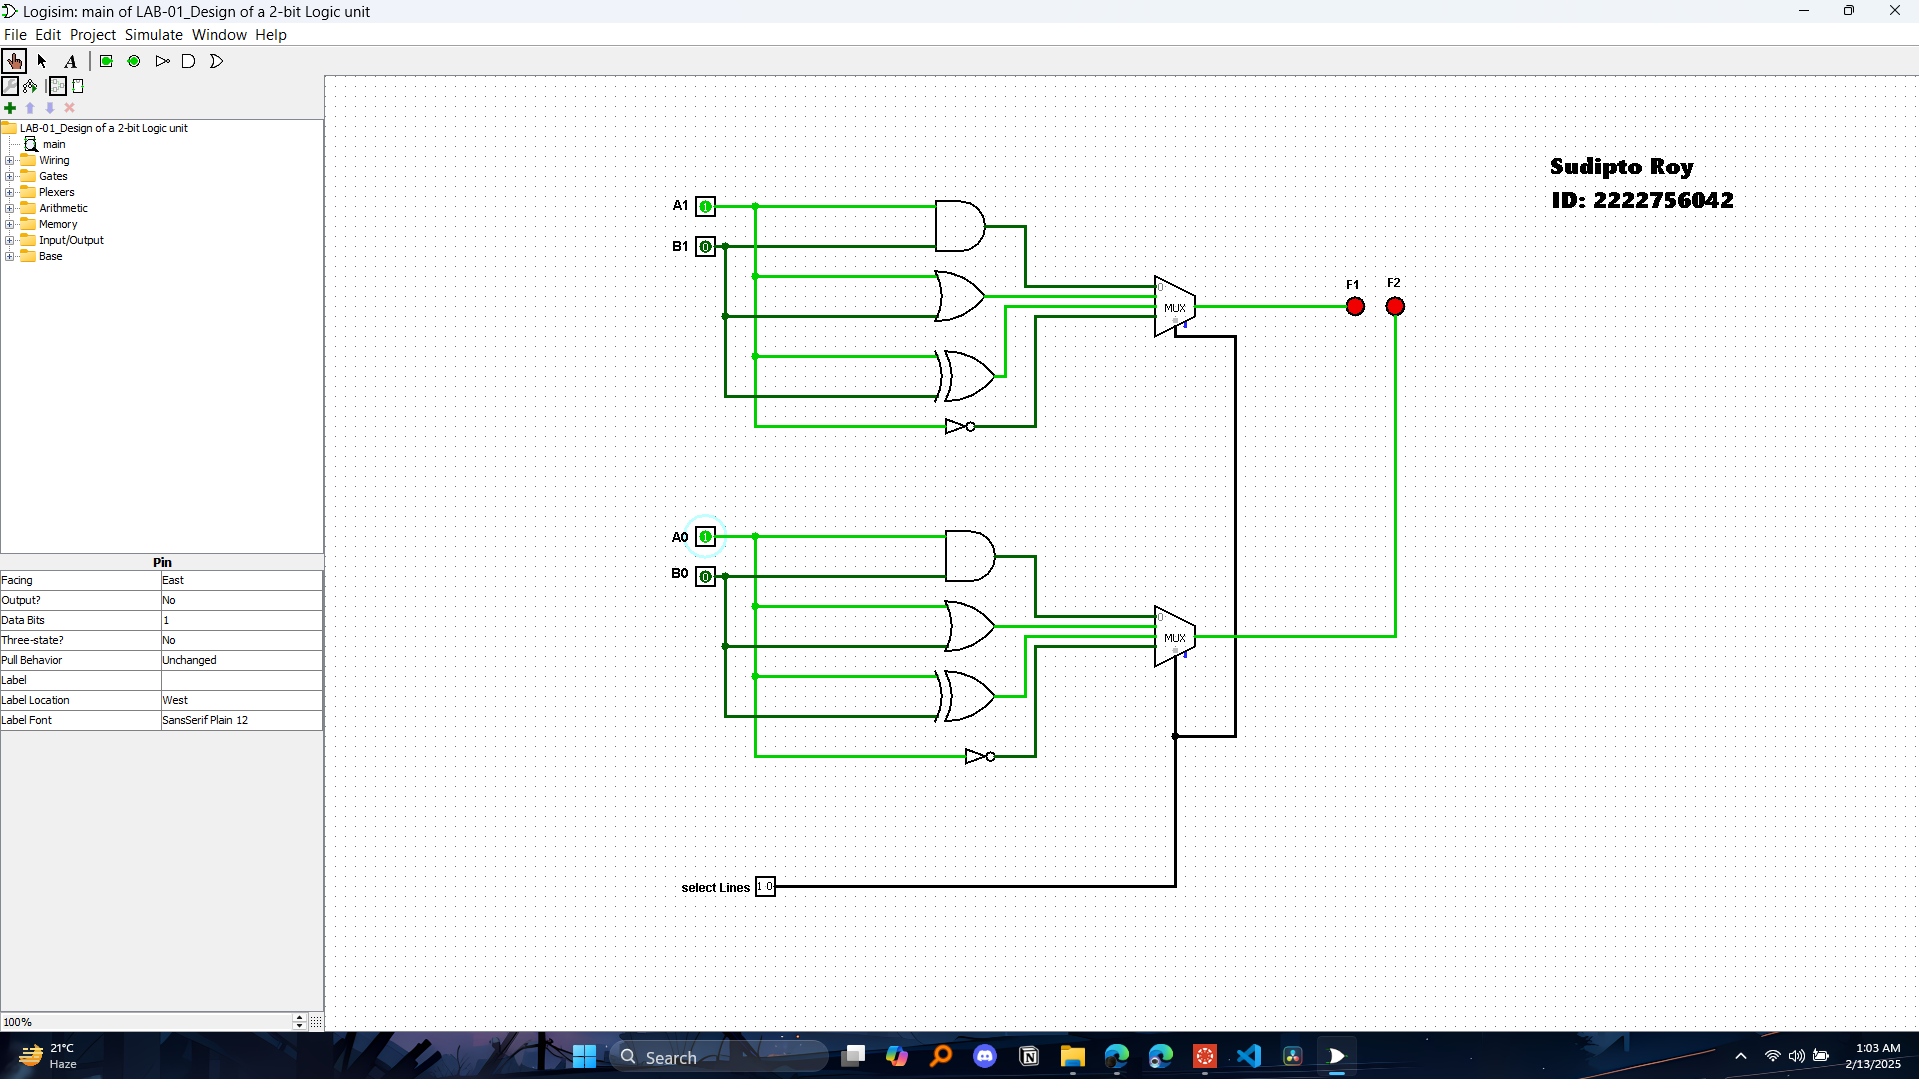 Logisim: main of LAB-01_Design of a 2-bit Logic unit
File Edit Project Simulate Window Help
A
LAB-01_Design of a 2-bit Logic unit
main
Wiring
Gates
Plexers
Arithmetic
Memory
Input/Output
Base
Pin
Facing East
Output? No
Data Bits 1
Three-state? No
Pull Behavior Unchanged
Label
Label Location West
Label Font SansSerif Plain 12
100%
Sudipto Roy
ID: 2222756042
A1 1
B1 0
0
MUX
F1 F2
A0 1
B0 0
0
MUX
select Lines 1 0
21°C
Haze
Search
1:03 AM
2/13/2025